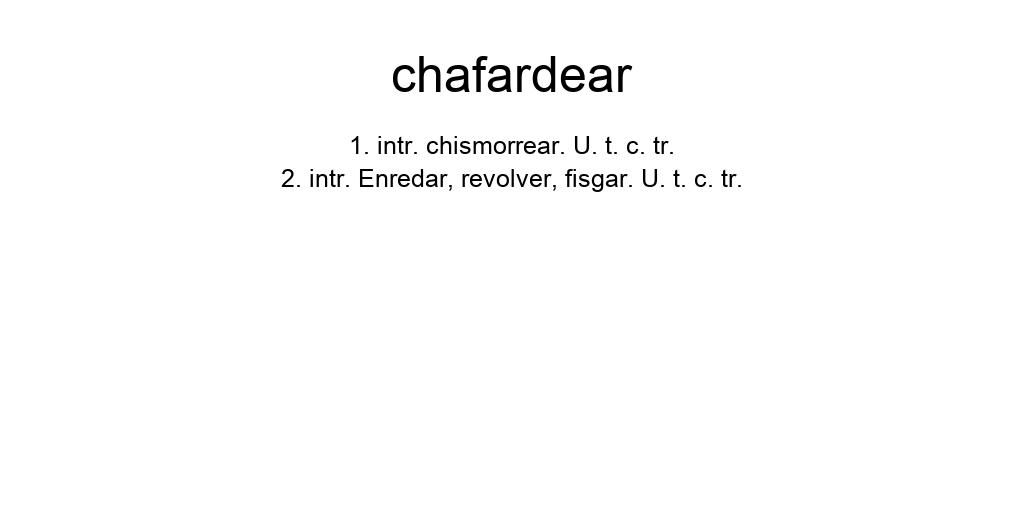 chafardear
1. intr. chismorrear. U. t. c. tr.
2. intr. Enredar, revolver, fisgar. U. t. c. tr.